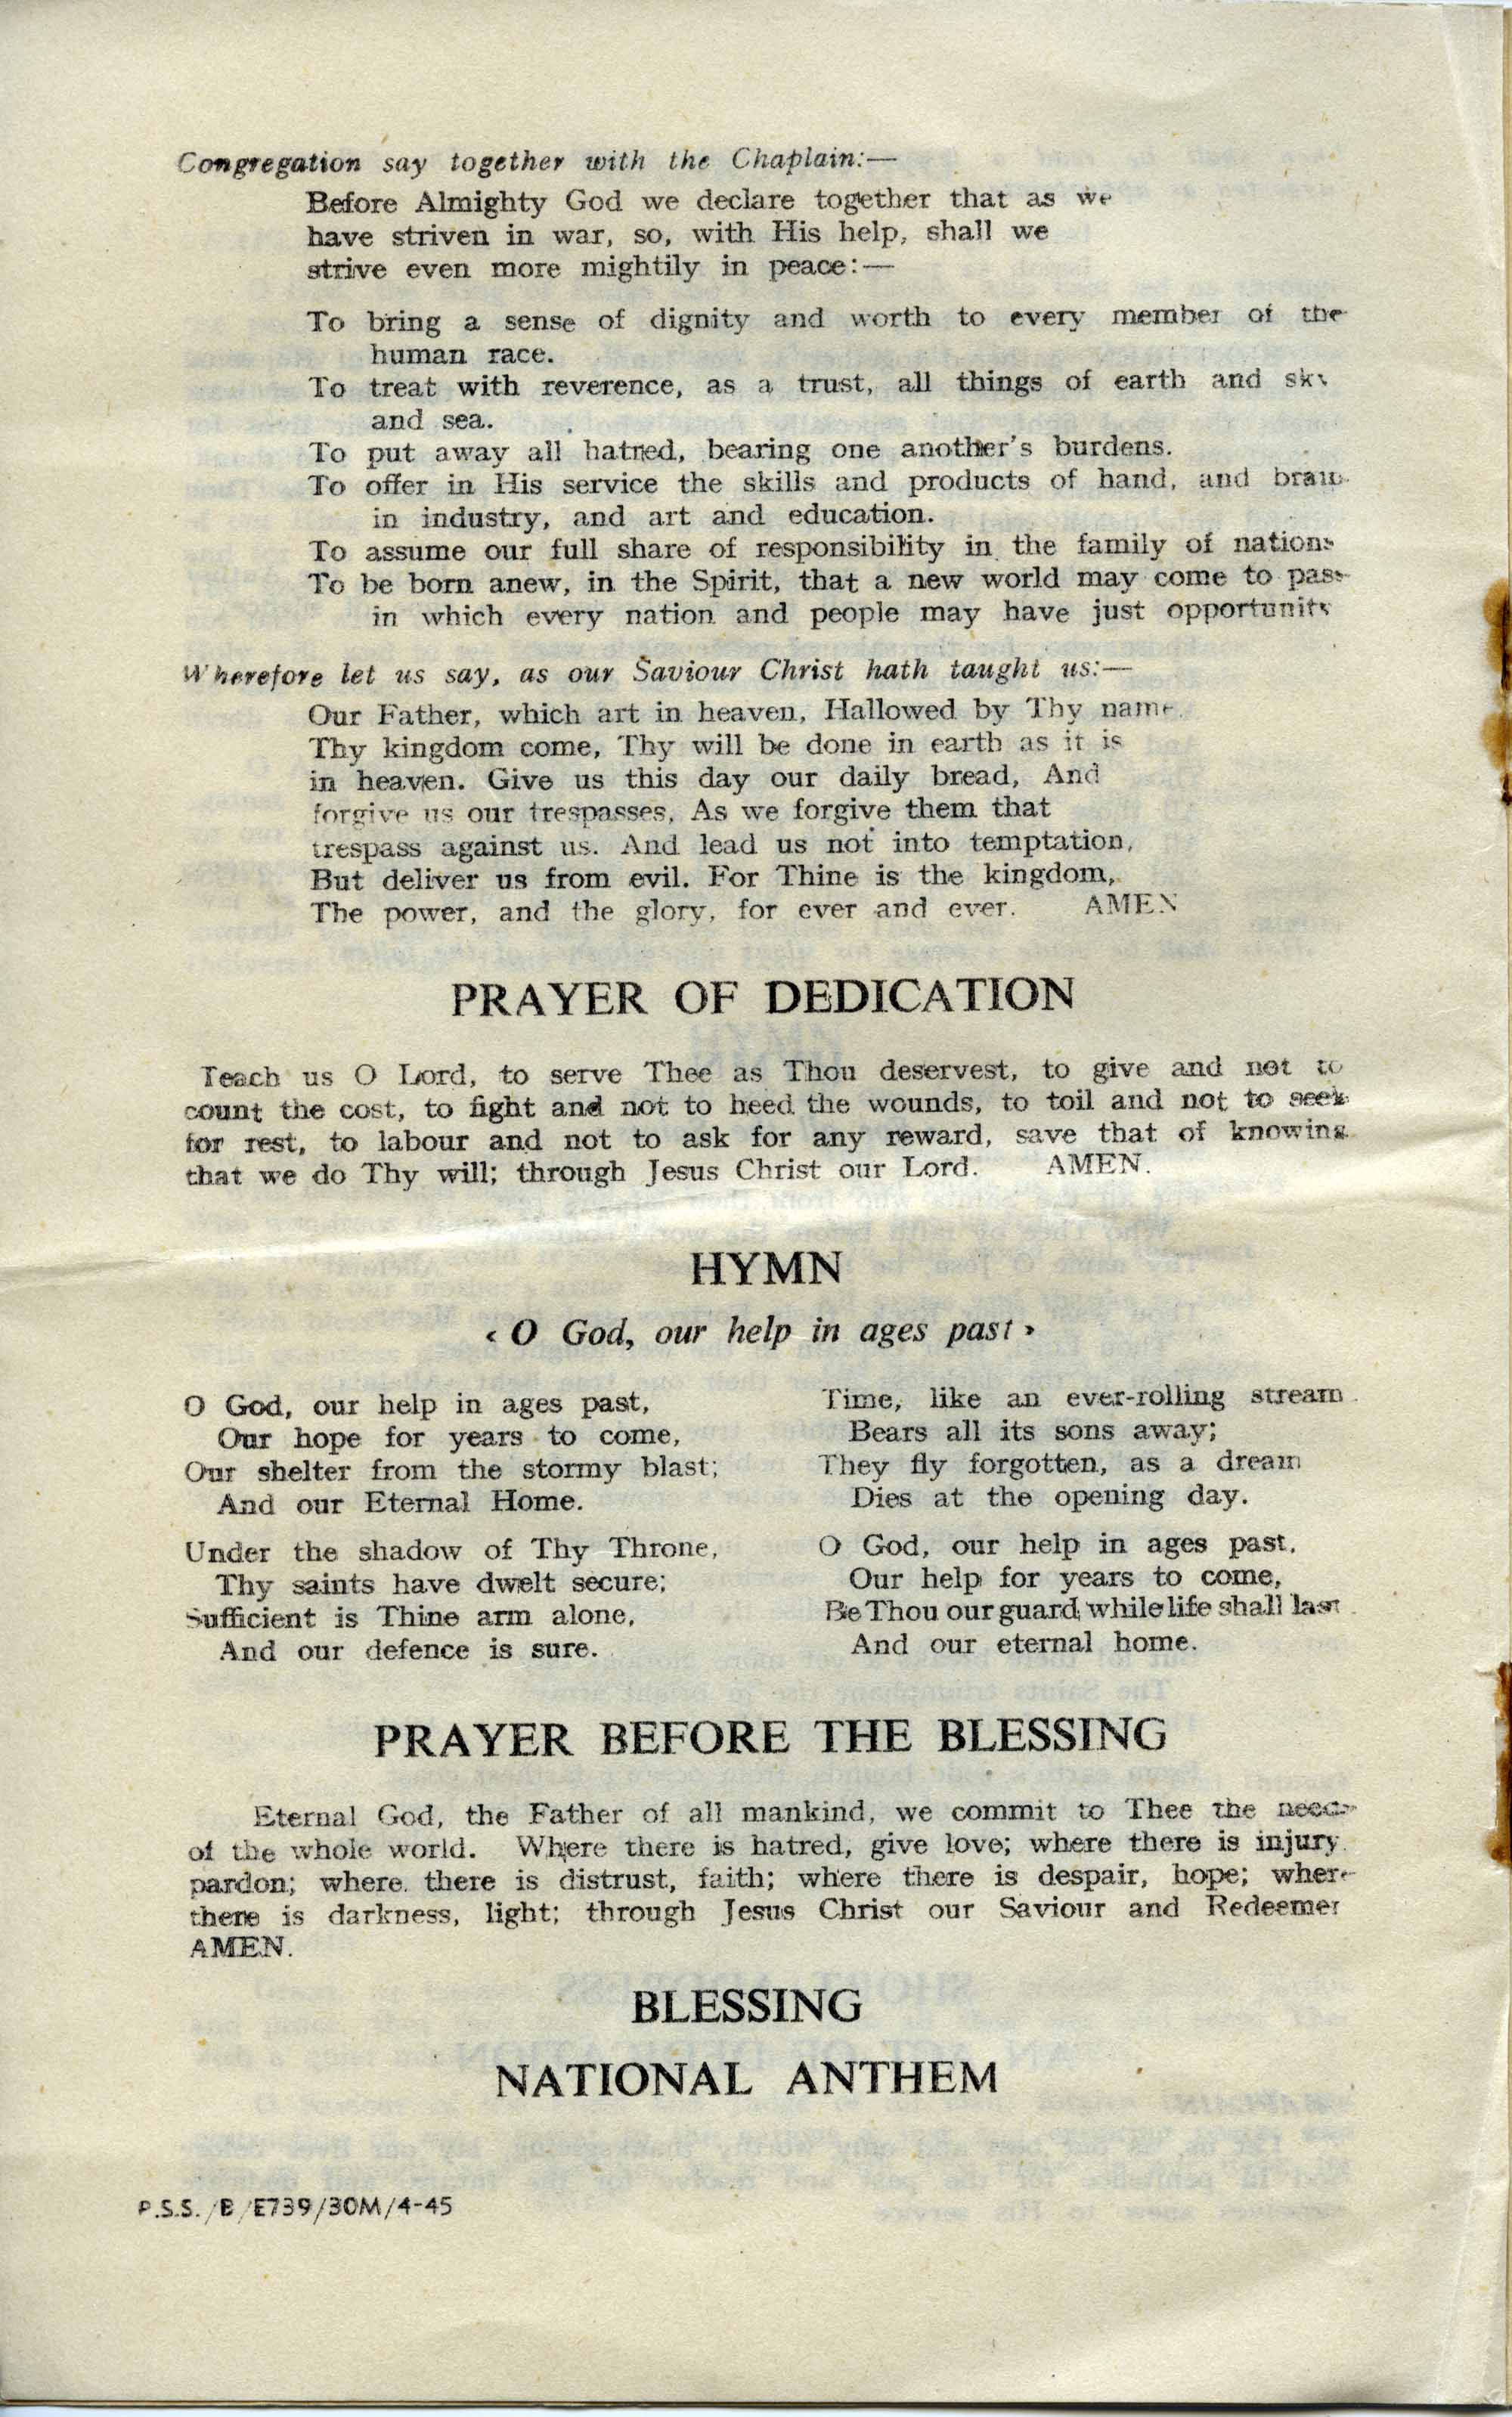 Congregation say together with the Chaplain:—
Before Almighty God we declare together that as we
have striven in war, so, with His help, shall we
strive even more mightily in peace:—
To bring a sense of dignity and worth to every member of the
human race.
To treat with reverence, as a trust, all things of earth and sky
and sea.
To put away all hatred, bearing one another's burdens.
To offer in His service the skills and products of hand, and brain
in industry, and art and education.
To assume our full share of responsibility in the family of nations
To be born anew, in the Spirit, that a new world may come to pass
in which every nation and people may have just opportunity
Wherefore let us say, as our Saviour Christ hath taught us:—
Our Father, which art in heaven, Hallowed by Thy name.
Thy kingdom come, Thy will be done in earth as it is
in heaven. Give us this day our daily bread, And
forgive us our trespasses, As we forgive them that
trespass against us. And lead us not into temptation,
But deliver us from evil. For Thine is the kingdom,
The power, and the glory, for ever and ever. AMEN
PRAYER OF DEDICATION
Teach us O Lord, to serve Thee as Thou deservest, to give and not to
count the cost, to fight and not to heed the wounds, to toil and not to seek
for rest, to labour and not to ask for any reward, save that of knowing
that we do Thy will; through Jesus Christ our Lord. AMEN.
HYMN
‹ O God, our help in ages past ›
O God, our help in ages past,
Our hope for years to come,
Our shelter from the stormy blast;
And our Eternal Home.
Under the shadow of Thy Throne,
Thy saints have dwelt secure;
Sufficient is Thine arm alone,
And our defence is sure.
Time, like an ever-rolling stream
Bears all its sons away;
They fly forgotten, as a dream
Dies at the opening day.
O God, our help in ages past,
Our help for years to come,
Be Thou our guard while life shall last
And our eternal home.
PRAYER BEFORE THE BLESSING
Eternal God, the Father of all mankind, we commit to Thee the needs
of the whole world. Where there is hatred, give love; where there is injury
pardon; where there is distrust, faith; where there is despair, hope; where
there is darkness, light; through Jesus Christ our Saviour and Redeemer
AMEN.
BLESSING
NATIONAL ANTHEM
P.S.S./B/E739/30M/4-45